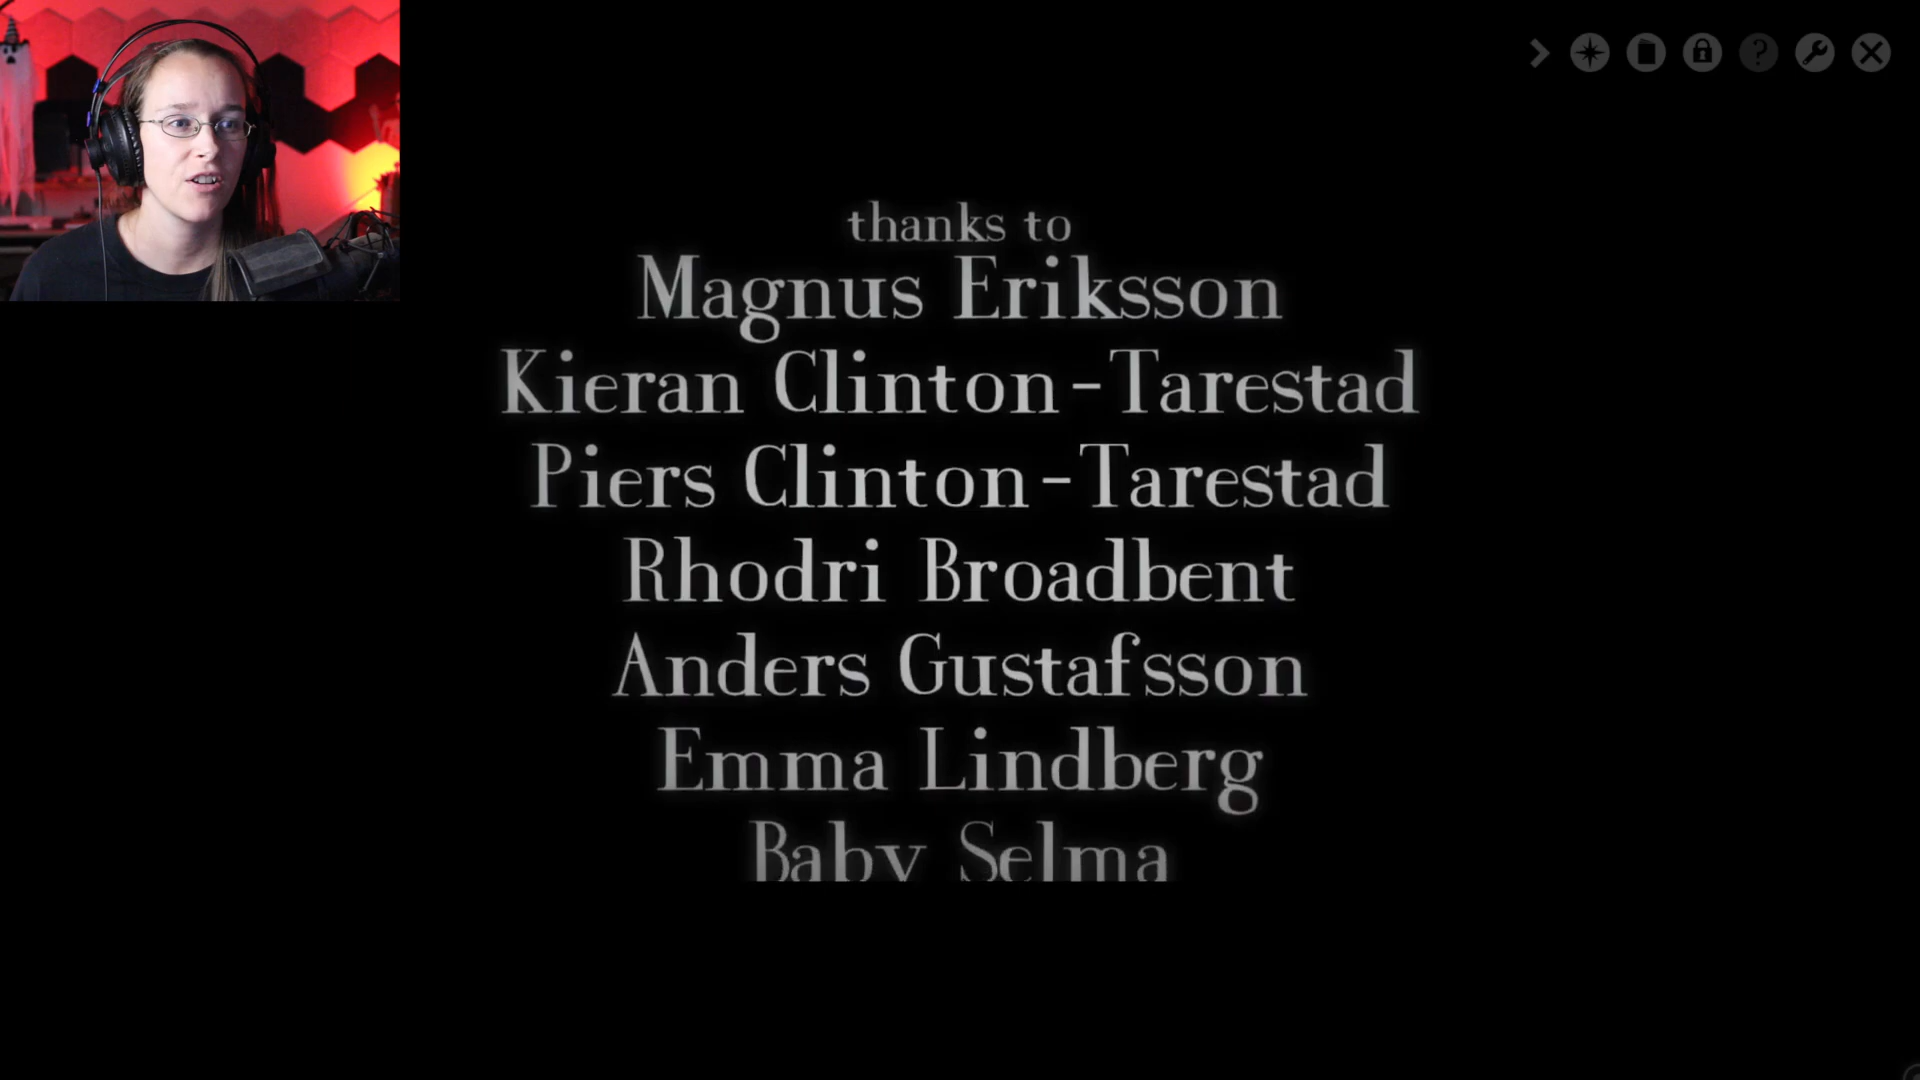 thanks to
Magnus Eriksson
Kieran Clinton-Tarestad
Piers Clinton-Tarestad
Rhodri Broadbent
Anders Gustafsson
Emma Lindberg
Baby Selma